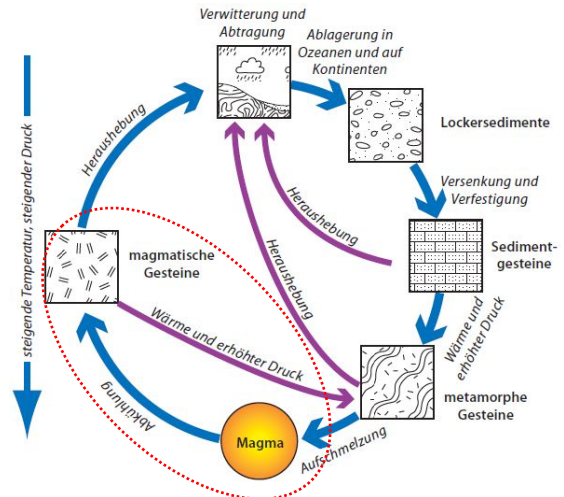 Verwitterung und
Abtragung
Ablagerung in
Ozeanen und auf
Kontinenten
Lockersedimente
Versenkung und
Verfestigung
Sediment-
gesteine
Wärme und
erhöhter Druck
metamorphe
Gesteine
Aufschmelzung
Magma
Abkühlung
magmatische
Gesteine
Heraushebung
Wärme und erhöhter Druck
Heraushebung
Heraushebung
steigende Temperatur, steigender Druck